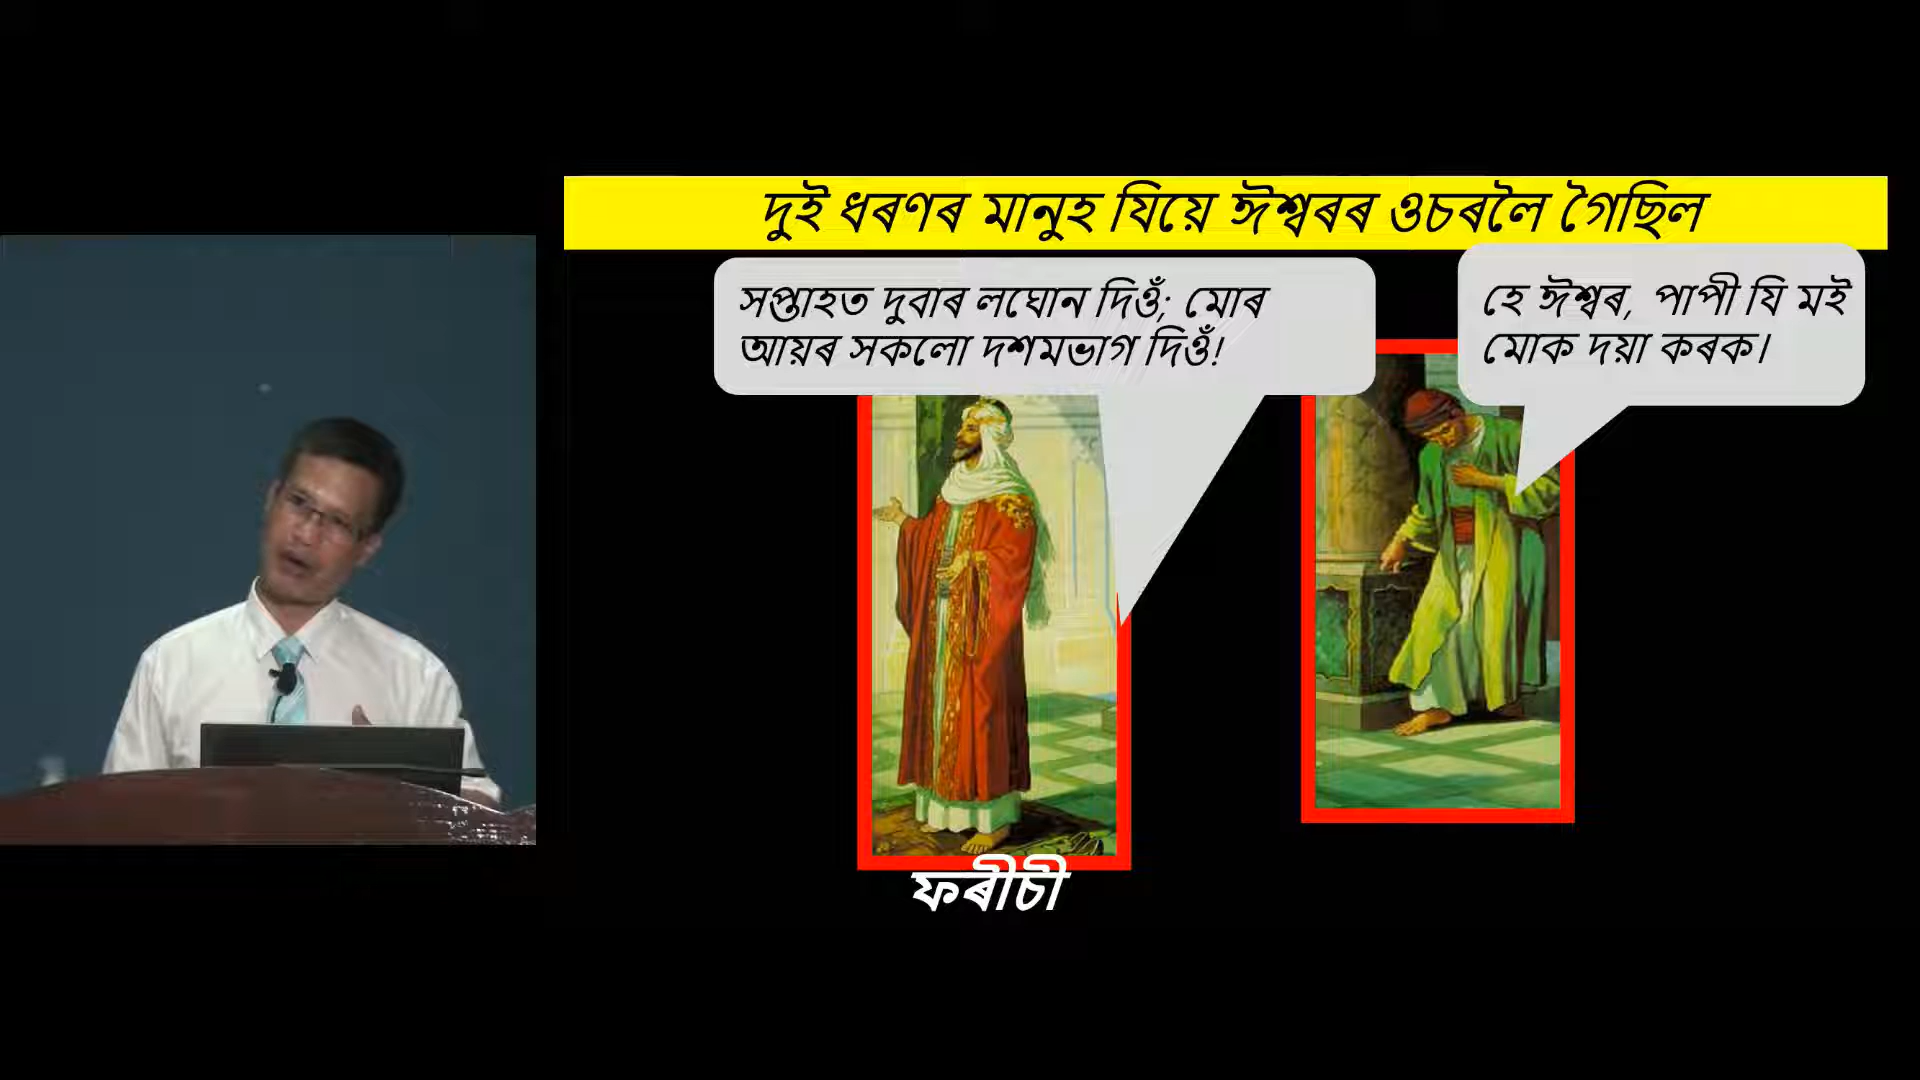 দুই ধৰণৰ মানুহ যিয়ে ঈশ্বৰৰ ওচৰলৈ গৈছিল
সপ্তাহত দুবাৰ লঘোন দিওঁ; মোৰ
আয়ৰ সকলো দশমভাগ দিওঁ!
হে ঈশ্বৰ, পাপী যি মই
মোক দয়া কৰক।
ফৰীচী